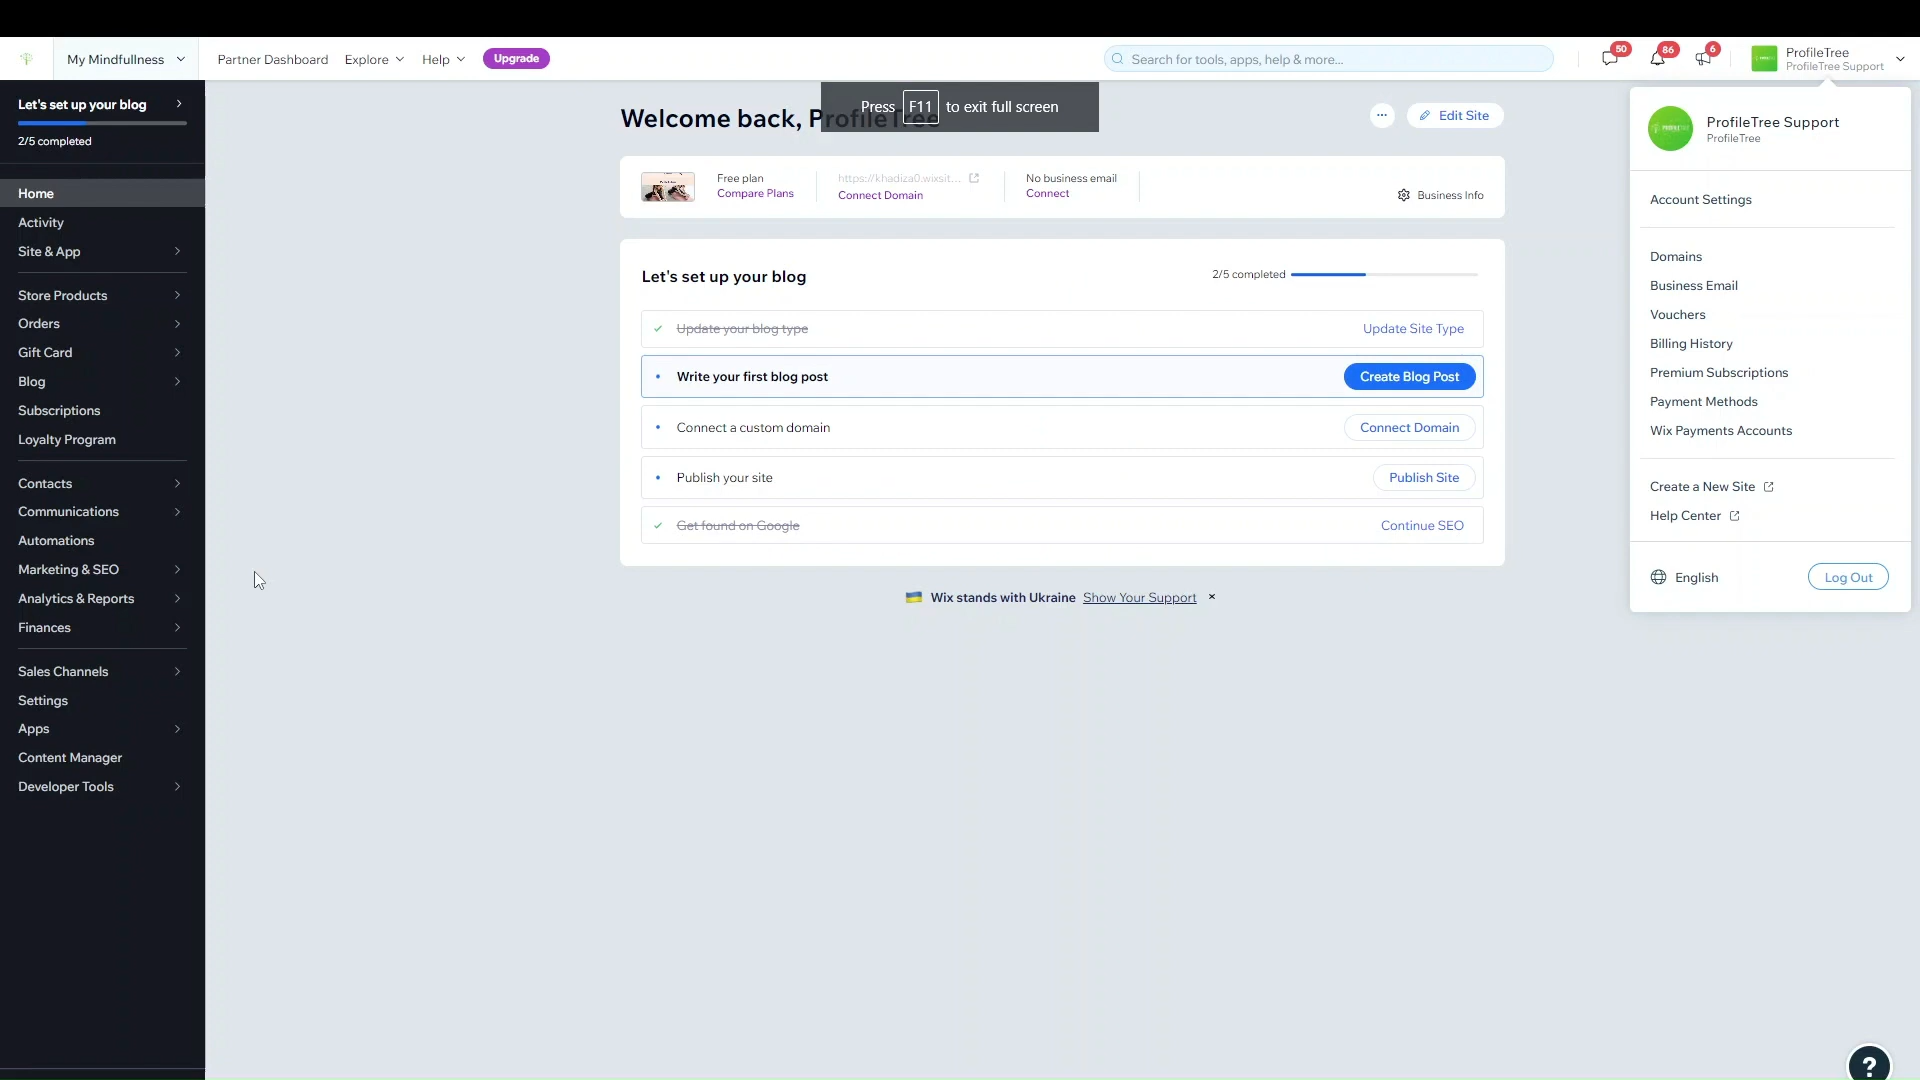 My Mindfullness
Partner Dashboard
Explore
Help
Upgrade
Search for tools, apps, help & more...
50
86
6
ProfileTree
ProfileTree Support
Let's set up your blog
2/5 completed
Home
Activity
Site & App
Store Products
Orders
Gift Card
Blog
Subscriptions
Loyalty Program
Contacts
Communications
Automations
Marketing & SEO
Analytics & Reports
Finances
Sales Channels
Settings
Apps
Content Manager
Developer Tools
Welcome back, ProfileTree
Press F11 to exit full screen
Edit Site
Free plan
Compare Plans
https://khadiza0.wixsit...
Connect Domain
No business email
Connect
Business Info
Let's set up your blog
2/5 completed
Update your blog type
Update Site Type
Write your first blog post
Create Blog Post
Connect a custom domain
Connect Domain
Publish your site
Publish Site
Get found on Google
Continue SEO
Wix stands with Ukraine Show Your Support
ProfileTree Support
ProfileTree
Account Settings
Domains
Business Email
Vouchers
Billing History
Premium Subscriptions
Payment Methods
Wix Payments Accounts
Create a New Site
Help Center
English
Log Out
?